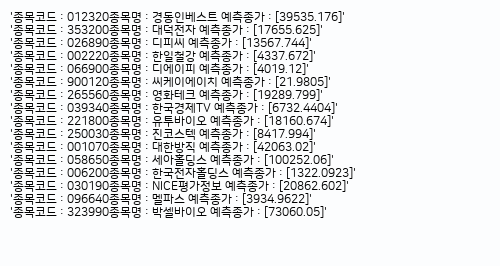 '종목코드 : 012320종목명 : 경동인베스트 예측종가 : [39535.176]'
'종목코드 : 353200종목명 : 대덕전자 예측종가 : [17655.625]'
'종목코드 : 026890종목명 : 디피씨 예측종가 : [13567.744]'
'종목코드 : 002220종목명 : 한일철강 예측종가 : [4337.672]'
'종목코드 : 066900종목명 : 디에이피 예측종가 : [4019.12]'
'종목코드 : 900120종목명 : 씨케이에이치 예측종가 : [21.9805]'
'종목코드 : 265560종목명 : 영화테크 예측종가 : [19289.799]'
'종목코드 : 039340종목명 : 한국경제TV 예측종가 : [6732.4404]'
'종목코드 : 221800종목명 : 유투바이오 예측종가 : [18160.674]'
'종목코드 : 250030종목명 : 진코스텍 예측종가 : [8417.994]'
'종목코드 : 001070종목명 : 대한방직 예측종가 : [42063.02]'
'종목코드 : 058650종목명 : 세아홀딩스 예측종가 : [100252.06]'
'종목코드 : 006200종목명 : 한국전자홀딩스 예측종가 : [1322.0923]'
'종목코드 : 030190종목명 : NICE평가정보 예측종가 : [20862.602]'
'종목코드 : 096640종목명 : 멜파스 예측종가 : [3934.9622]'
'종목코드 : 323990종목명 : 박셀바이오 예측종가 : [73060.05]'